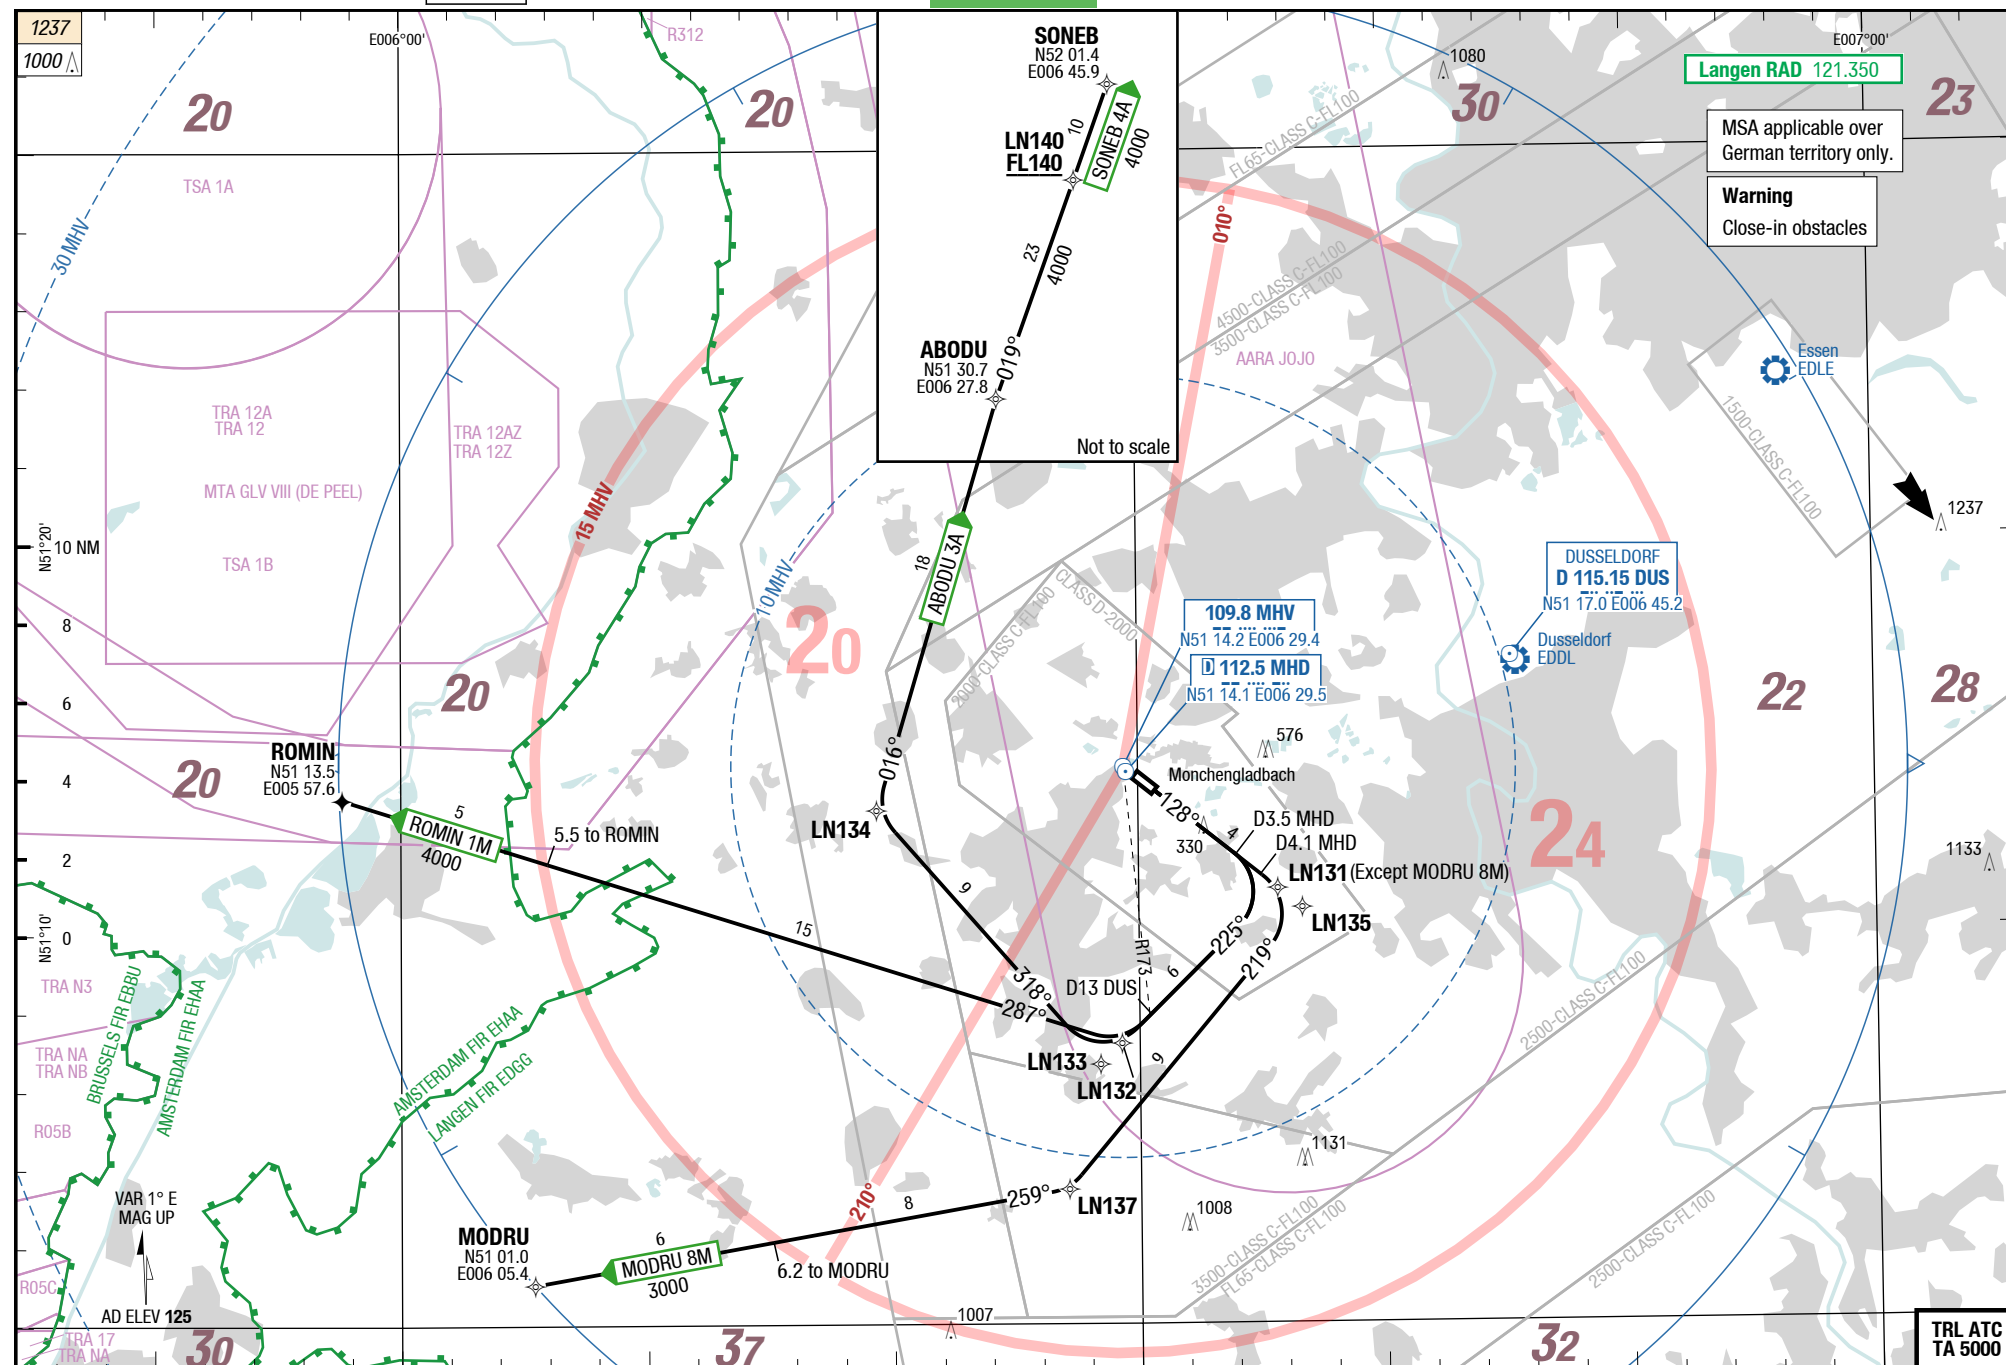 1237
1000
E006°00'
R312
20
20
TSA 1A
30 MHV
SONEB
N52 01.4
E006 45.9
10
SONEB 4A
4000
LN140
FL140
23
4000
019°
ABODU
N51 30.7
E006 27.8
Not to scale
1080
E007°00'
Langen RAD 121.350
30
23
MSA applicable over
German territory only.
Warning
Close-in obstacles
FL65-CLASS C-FL100
010°
4500-CLASS C-FL100
3500-CLASS C-FL100
AARA JOJO
Essen
EDLE
1500-CLASS C-FL100
1237
TRA 12A
TRA 12
TRA 12AZ
TRA 12Z
MTA GLV VIII (DE PEEL)
TSA 1B
15 MHV
10 MHV
N51°20'
10 NM
8
6
4
2
0
N51°10'
18
ABODU 3A
20
2000-CLASS C-FL100
CLASS D-2000
DUSSELDORF
D 115.15 DUS
N51 17.0 E006 45.2
Dusseldorf
EDDL
109.8 MHV
N51 14.2 E006 29.4
D 112.5 MHD
N51 14.1 E006 29.5
20
22
28
ROMIN
N51 13.5
E005 57.6
20
5
ROMIN 1M
4000
5.5 to ROMIN
016°
LN134
576
Monchengladbach
128°
4
D3.5 MHD
D4.1 MHD
330
LN131 (Except MODRU 8M)
LN135
24
1133
9
15
225°
219°
R173
6
318°
287°
D13 DUS
LN133
LN132
9
2500-CLASS C-FL100
TRA N3
TRA NA
TRA NB
BRUSSELS FIR EBBU
AMSTERDAM FIR EHAA
AMSTERDAM FIR EHAA
LANGEN FIR EDGG
R05B
1131
VAR 1° E
MAG UP
AD ELEV 125
R05C
TRA 17
TRA NA
30
MODRU
N51 01.0
E006 05.4
6
MODRU 8M
3000
6.2 to MODRU
210°
8
259°
LN137
1008
3500-CLASS C-FL100
FL65-CLASS C-FL100
2500-CLASS C-FL100
37
1007
32
TRL ATC
TA 5000